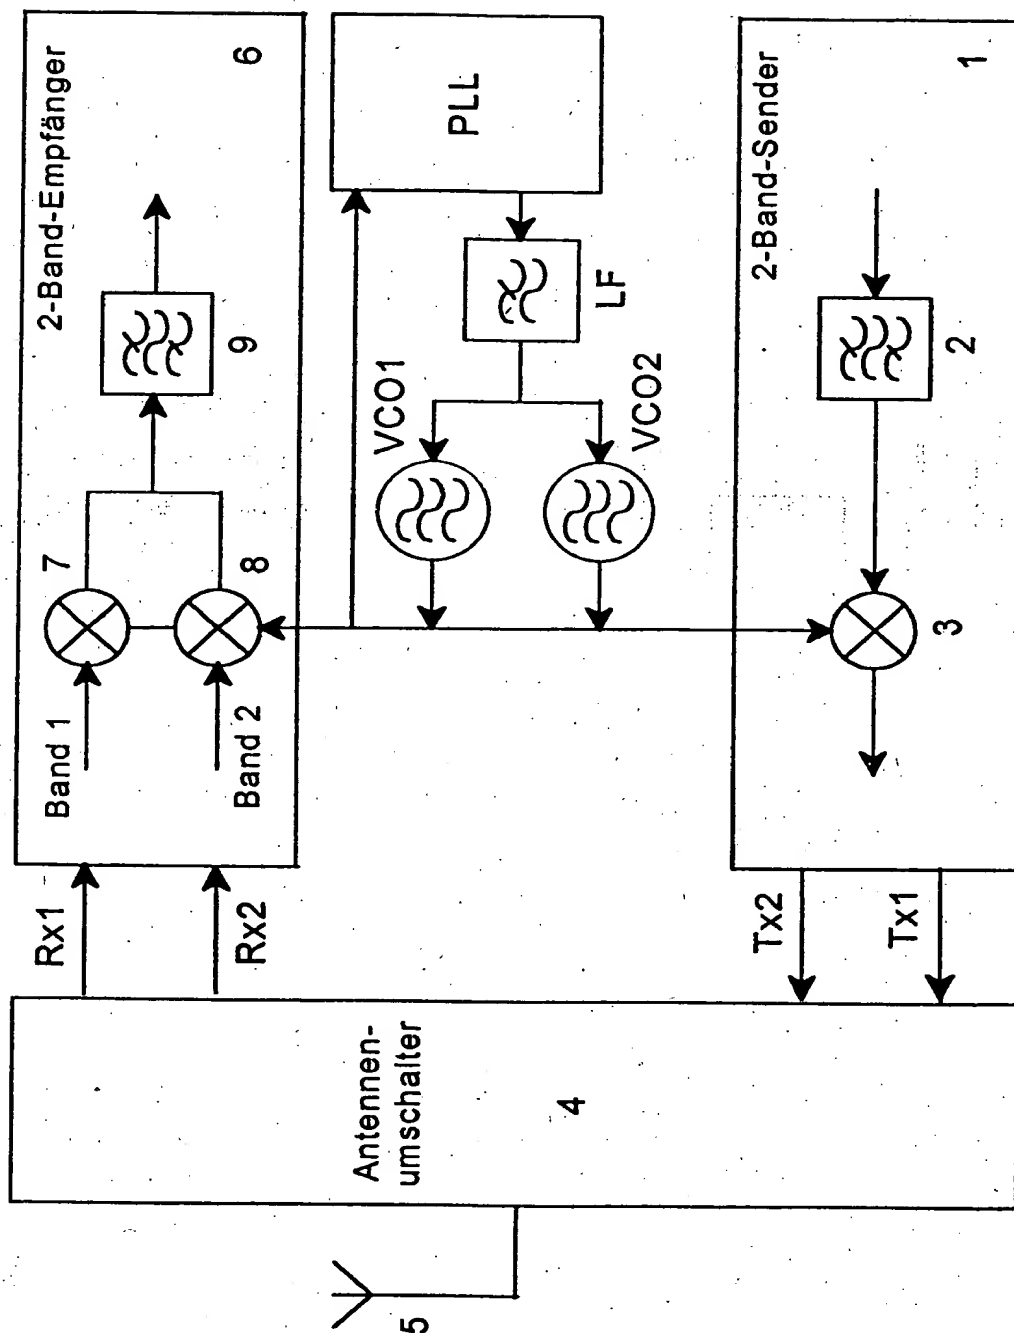 2-Band-Empfänger
6
9
7
8
Band 1
Band 2
Rx1
Rx2
PLL
LF
VCO1
VCO2
2-Band-Sender
1
2
3
Tx2
Tx1
Antennen-
umschalter
4
5